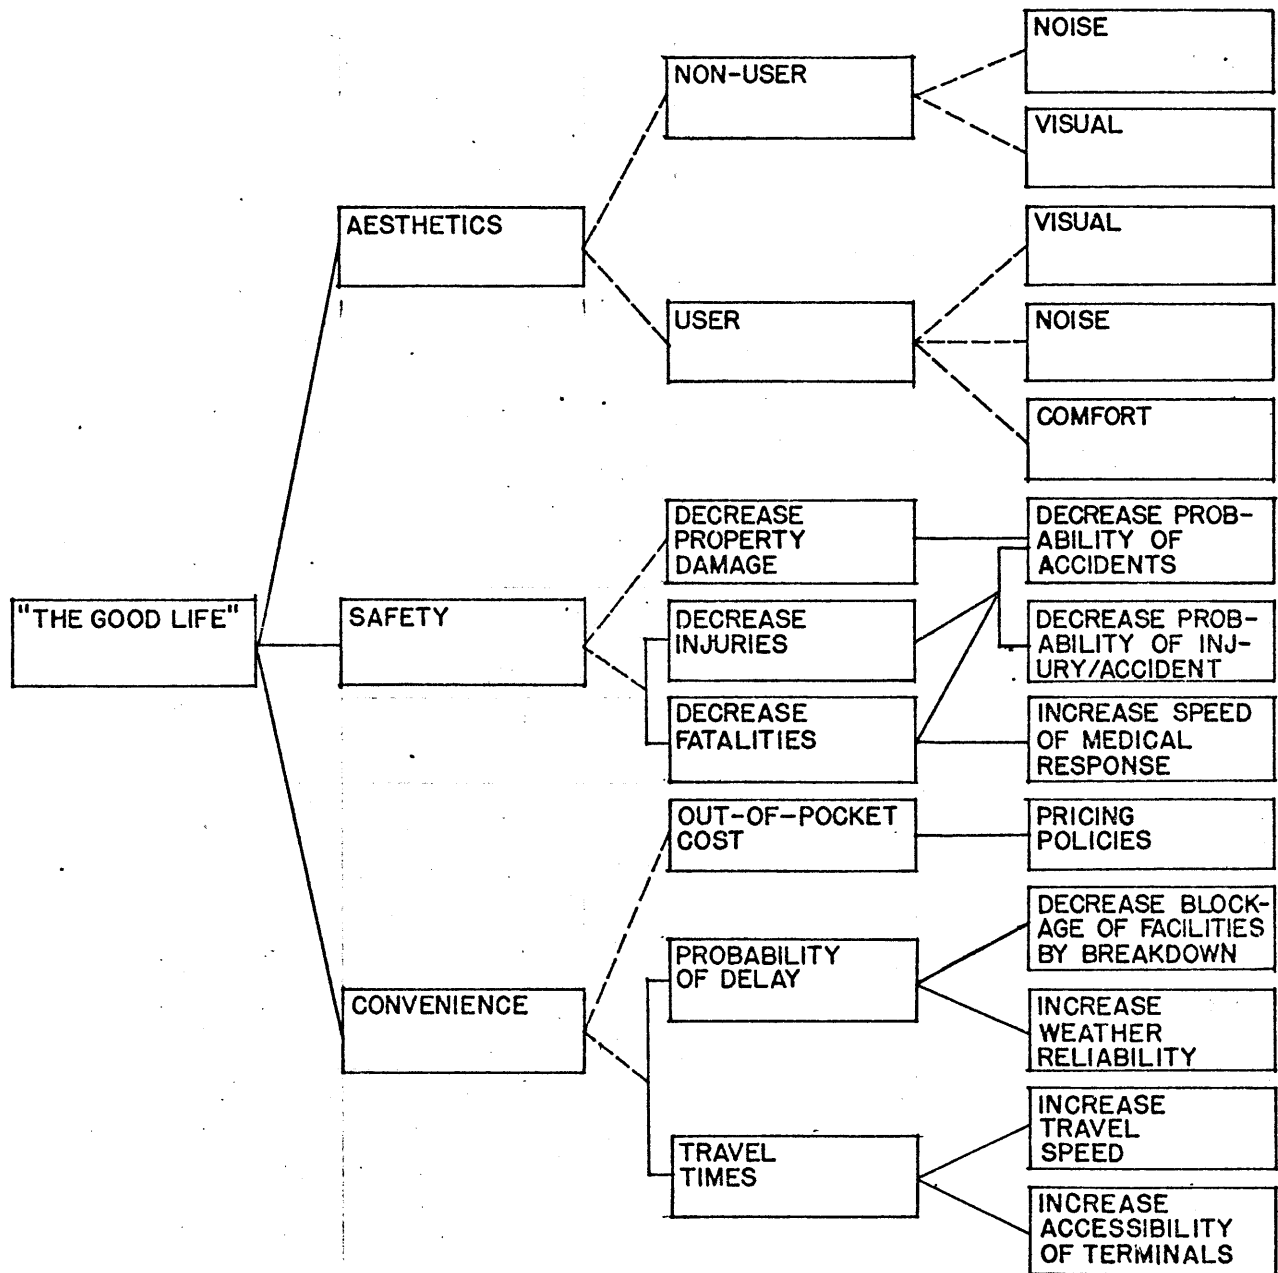 NOISE
NON-USER
VISUAL
AESTHETICS
VISUAL
USER
NOISE
COMFORT
DECREASE
PROPERTY
DAMAGE
DECREASE PROB-
ABILITY OF
ACCIDENTS
"THE GOOD LIFE"
SAFETY
DECREASE
INJURIES
DECREASE PROB-
ABILITY OF INJ-
URY/ACCIDENT
DECREASE
FATALITIES
INCREASE SPEED
OF MEDICAL
RESPONSE
OUT-OF-POCKET
COST
PRICING
POLICIES
CONVENIENCE
PROBABILITY
OF DELAY
DECREASE BLOCK-
AGE OF FACILITIES
BY BREAKDOWN
INCREASE
WEATHER
RELIABILITY
TRAVEL
TIMES
INCREASE
TRAVEL
SPEED
INCREASE
ACCESSIBILITY
OF TERMINALS